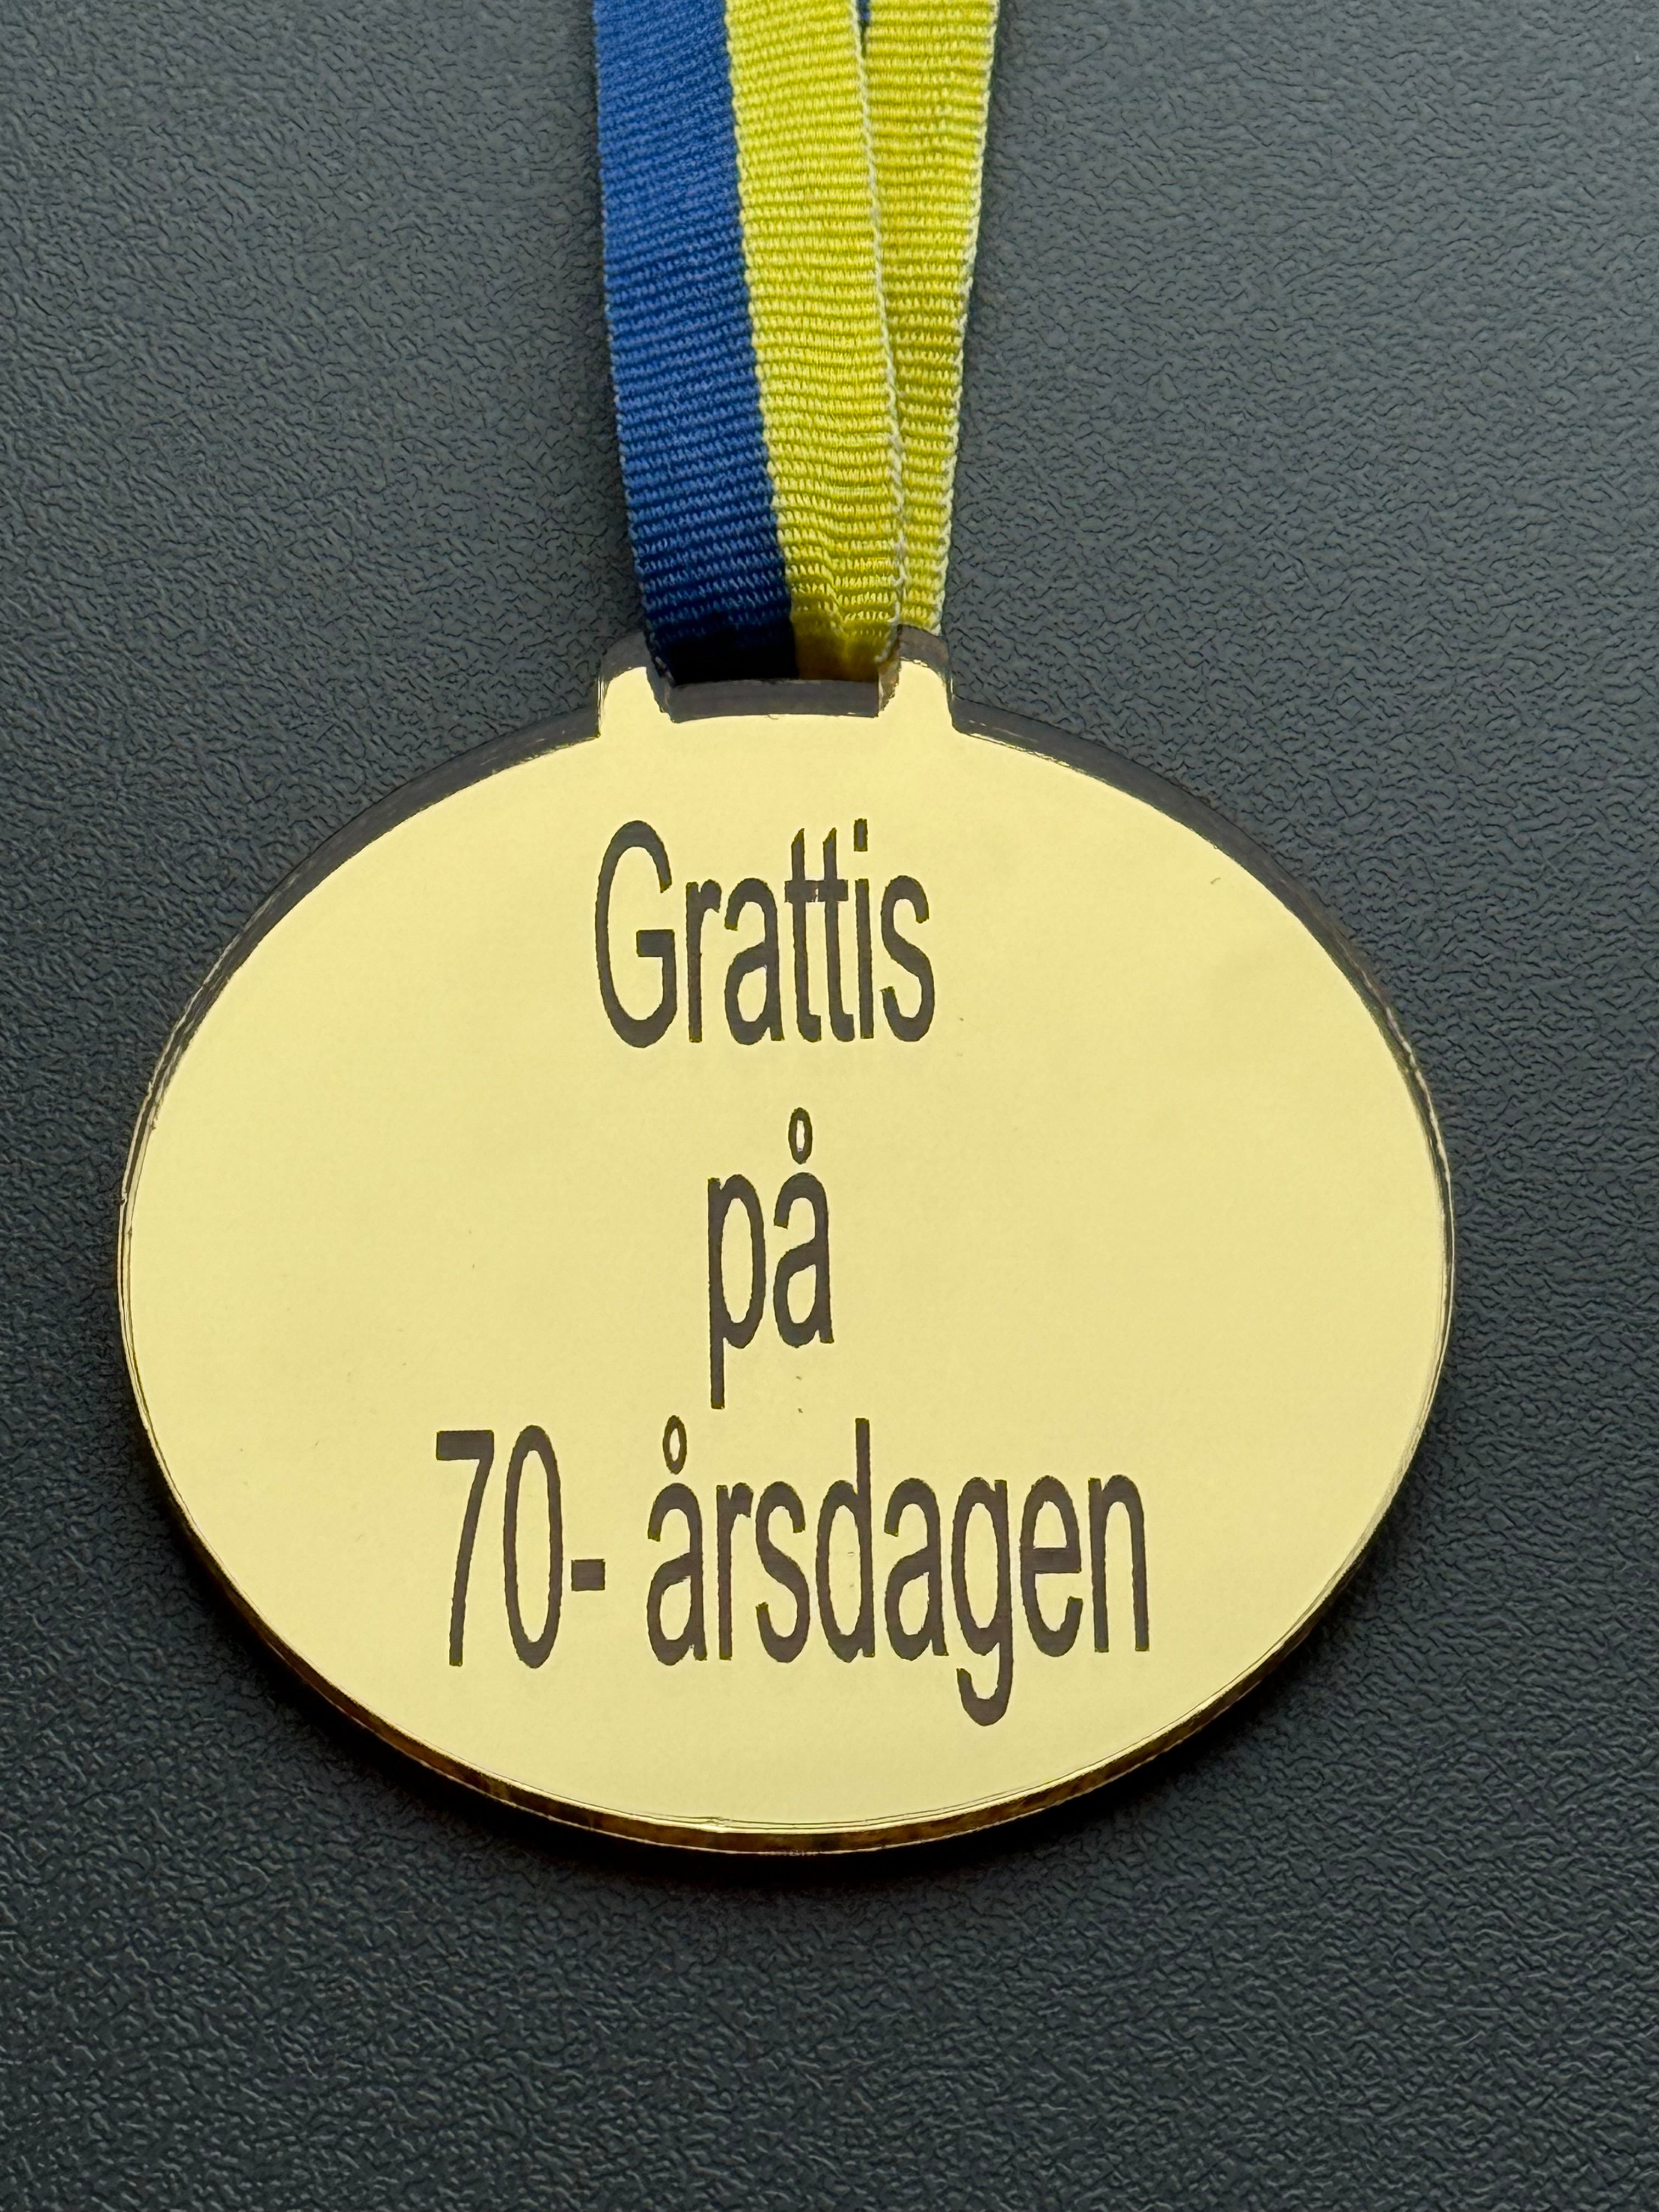 Grattis
på
70- årsdagen